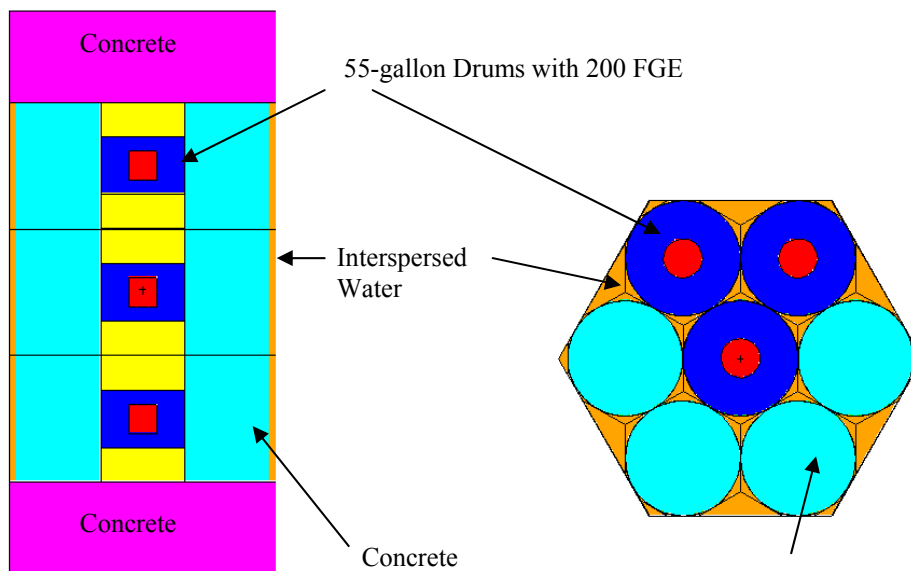 Concrete
55-gallon Drums with 200 FGE
Interspersed
Water
Concrete
Concrete